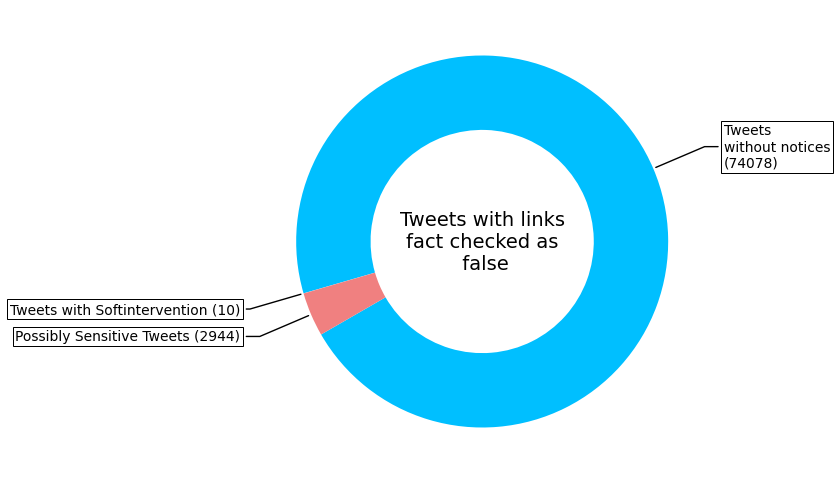 Tweets
without notices
(74078)
Tweets with links
fact checked as
false
Tweets with Softintervention (10)
Possibly Sensitive Tweets (2944)